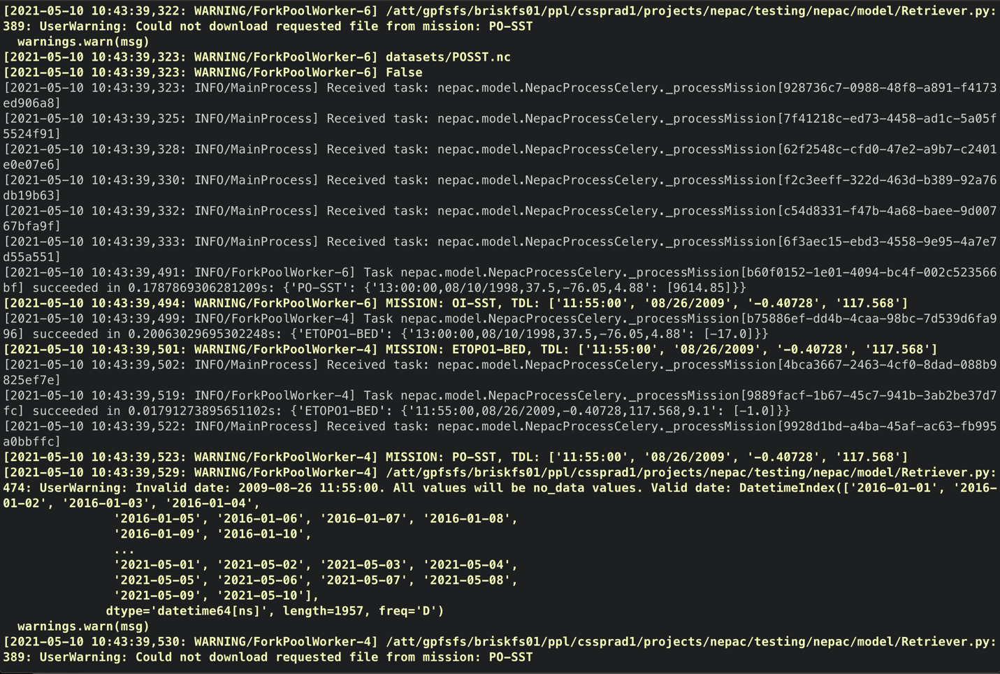 [2021-05-10 10:43:39,322: WARNING/ForkPoolWorker-6] /att/gpfsfs/briskfs01/ppl/cssprad1/projects/nepac/testing/nepac/model/Retriever.py:
389: UserWarning: Could not download requested file from mission: PO-SST
  warnings.warn(msg)
[2021-05-10 10:43:39,323: WARNING/ForkPoolWorker-6] datasets/POSST.nc
[2021-05-10 10:43:39,323: WARNING/ForkPoolWorker-6] False
[2021-05-10 10:43:39,323: INFO/MainProcess] Received task: nepac.model.NepacProcessCelery._processMission[928736c7-0988-48f8-a891-f4173
ed906a8]
[2021-05-10 10:43:39,325: INFO/MainProcess] Received task: nepac.model.NepacProcessCelery._processMission[7f41218c-ed73-4458-ad1c-5a05f
5524f91]
[2021-05-10 10:43:39,328: INFO/MainProcess] Received task: nepac.model.NepacProcessCelery._processMission[62f2548c-cfd0-47e2-a9b7-c2401
e0e07e6]
[2021-05-10 10:43:39,330: INFO/MainProcess] Received task: nepac.model.NepacProcessCelery._processMission[f2c3eeff-322d-463d-b389-92a76
db19b63]
[2021-05-10 10:43:39,332: INFO/MainProcess] Received task: nepac.model.NepacProcessCelery._processMission[c54d8331-f47b-4a68-baee-9d007
67bfa9f]
[2021-05-10 10:43:39,333: INFO/MainProcess] Received task: nepac.model.NepacProcessCelery._processMission[6f3aec15-ebd3-4558-9e95-4a7e7
d55a551]
[2021-05-10 10:43:39,491: INFO/ForkPoolWorker-6] Task nepac.model.NepacProcessCelery._processMission[b60f0152-1e01-4094-bc4f-002c523566
bf] succeeded in 0.1787869306281209s: {'PO-SST': {'13:00:00,08/10/1998,37.5,-76.05,4.88': [9614.85]}}
[2021-05-10 10:43:39,494: WARNING/ForkPoolWorker-6] MISSION: OI-SST, TDL: ['11:55:00', '08/26/2009', '-0.40728', '117.568']
[2021-05-10 10:43:39,499: INFO/ForkPoolWorker-4] Task nepac.model.NepacProcessCelery._processMission[b75886ef-dd4b-4caa-98bc-7d539d6fa9
96] succeeded in 0.20063029695302248s: {'ETOPO1-BED': {'13:00:00,08/10/1998,37.5,-76.05,4.88': [-17.0]}}
[2021-05-10 10:43:39,501: WARNING/ForkPoolWorker-4] MISSION: ETOPO1-BED, TDL: ['11:55:00', '08/26/2009', '-0.40728', '117.568']
[2021-05-10 10:43:39,502: INFO/MainProcess] Received task: nepac.model.NepacProcessCelery._processMission[4bca3667-2463-4cf0-8dad-088b9
825ef7e]
[2021-05-10 10:43:39,519: INFO/ForkPoolWorker-4] Task nepac.model.NepacProcessCelery._processMission[9889facf-1b67-45c7-941b-3ab2be37d7
fc] succeeded in 0.01791273895651102s: {'ETOPO1-BED': {'11:55:00,08/26/2009,-0.40728,117.568,9.1': [-1.0]}}
[2021-05-10 10:43:39,522: INFO/MainProcess] Received task: nepac.model.NepacProcessCelery._processMission[9928d1bd-a4ba-45af-ac63-fb995
a0bbffc]
[2021-05-10 10:43:39,523: WARNING/ForkPoolWorker-4] MISSION: PO-SST, TDL: ['11:55:00', '08/26/2009', '-0.40728', '117.568']
[2021-05-10 10:43:39,529: WARNING/ForkPoolWorker-4] /att/gpfsfs/briskfs01/ppl/cssprad1/projects/nepac/testing/nepac/model/Retriever.py:
474: UserWarning: Invalid date: 2009-08-26 11:55:00. All values will be no_data values. Valid date: DatetimeIndex(['2016-01-01', '2016-
01-02', '2016-01-03', '2016-01-04',
               '2016-01-05', '2016-01-06', '2016-01-07', '2016-01-08',
               '2016-01-09', '2016-01-10',
               ...
               '2021-05-01', '2021-05-02', '2021-05-03', '2021-05-04',
               '2021-05-05', '2021-05-06', '2021-05-07', '2021-05-08',
               '2021-05-09', '2021-05-10'],
              dtype='datetime64[ns]', length=1957, freq='D')
  warnings.warn(msg)
[2021-05-10 10:43:39,530: WARNING/ForkPoolWorker-4] /att/gpfsfs/briskfs01/ppl/cssprad1/projects/nepac/testing/nepac/model/Retriever.py:
389: UserWarning: Could not download requested file from mission: PO-SST